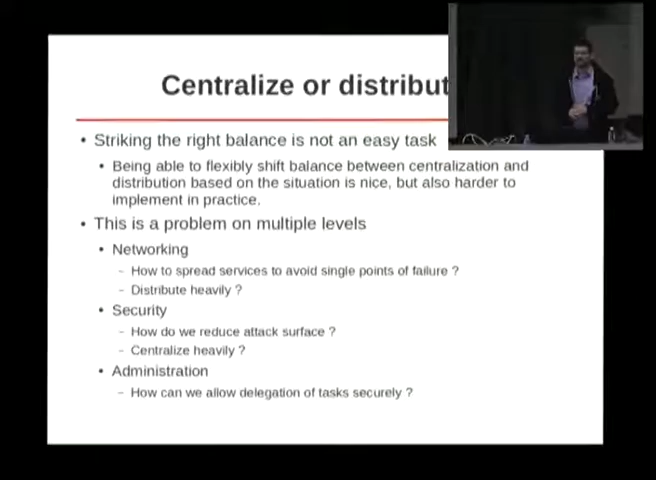 Centralize or distribut
• Striking the right balance is not an easy task
• Being able to flexibly shift balance between centralization and
distribution based on the situation is nice, but also harder to
implement in practice.
• This is a problem on multiple levels
• Networking
– How to spread services to avoid single points of failure ?
– Distribute heavily ?
• Security
– How do we reduce attack surface ?
– Centralize heavily ?
• Administration
– How can we allow delegation of tasks securely ?